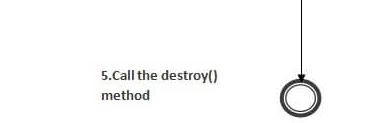 5.Call the destroy()
method